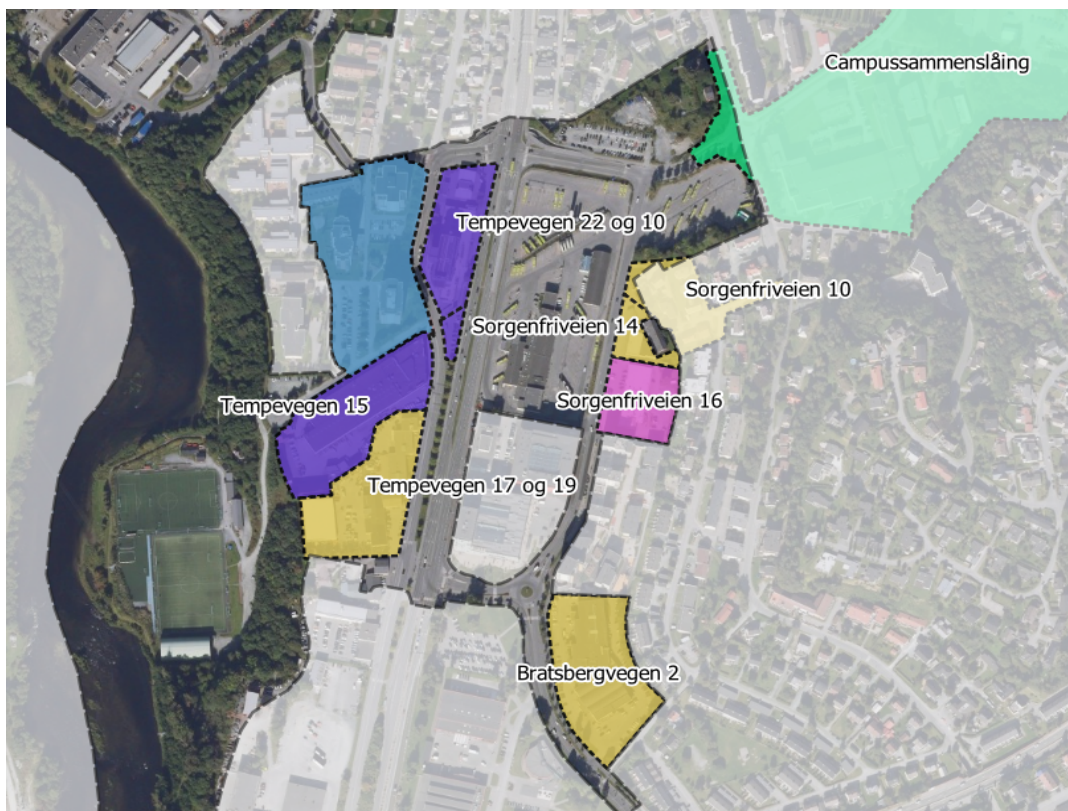 Campussammenslåing
Tempevegen 22 og 10
Sorgenfriveien 10
Sorgenfriveien 14
Tempevegen 15
Sorgenfriveien 16
Tempevegen 17 og 19
Bratsbergvegen 2